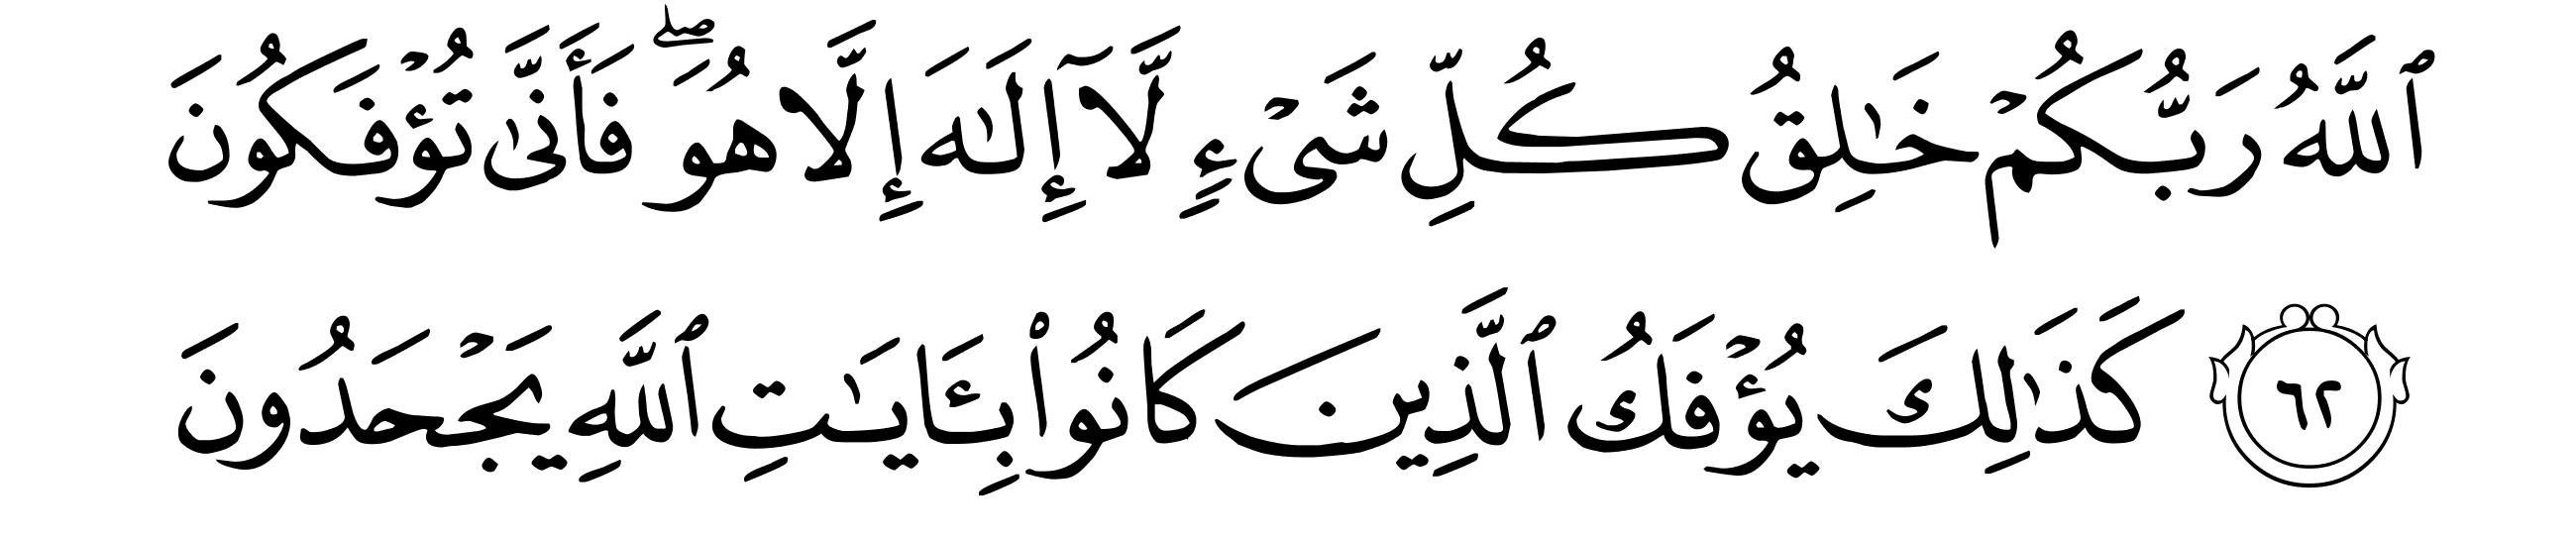 ٱللَّهُ رَبُّكُمْ خَـٰلِقُ كُلِّ شَىْءٍ لَّآ إِلَـٰهَ إِلَّا هُوَ ۖ فَأَنَّىٰ تُؤْفَكُونَ
٦٢ كَذَٰلِكَ يُؤْفَكُ ٱلَّذِينَ كَانُوا۟ بِـَٔايَـٰتِ ٱللَّهِ يَجْحَدُونَ